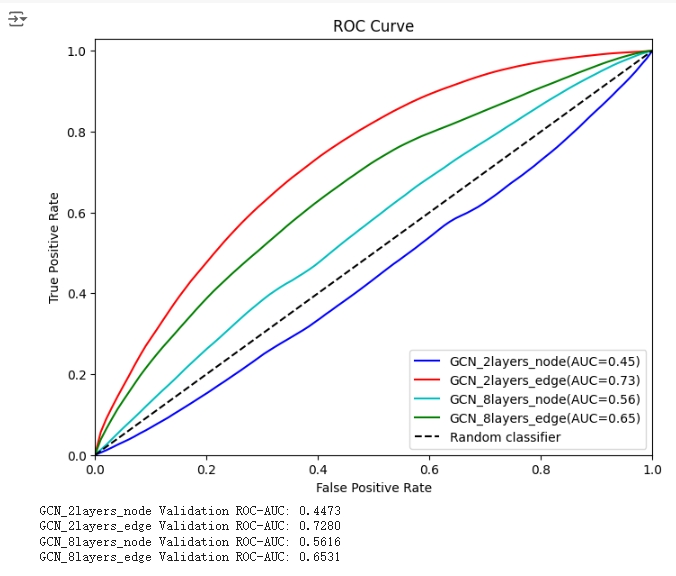 ROC Curve
1.0
0.8
0.6
0.4
0.2
0.0
True Positive Rate
GCN_2layers_node(AUC=0.45)
GCN_2layers_edge(AUC=0.73)
GCN_8layers_node(AUC=0.56)
GCN_8layers_edge(AUC=0.65)
Random classifier
0.0 0.2 0.4 0.6 0.8 1.0
False Positive Rate
GCN_2layers_node Validation ROC-AUC: 0.4473
GCN_2layers_edge Validation ROC-AUC: 0.7280
GCN_8layers_node Validation ROC-AUC: 0.5616
GCN_8layers_edge Validation ROC-AUC: 0.6531